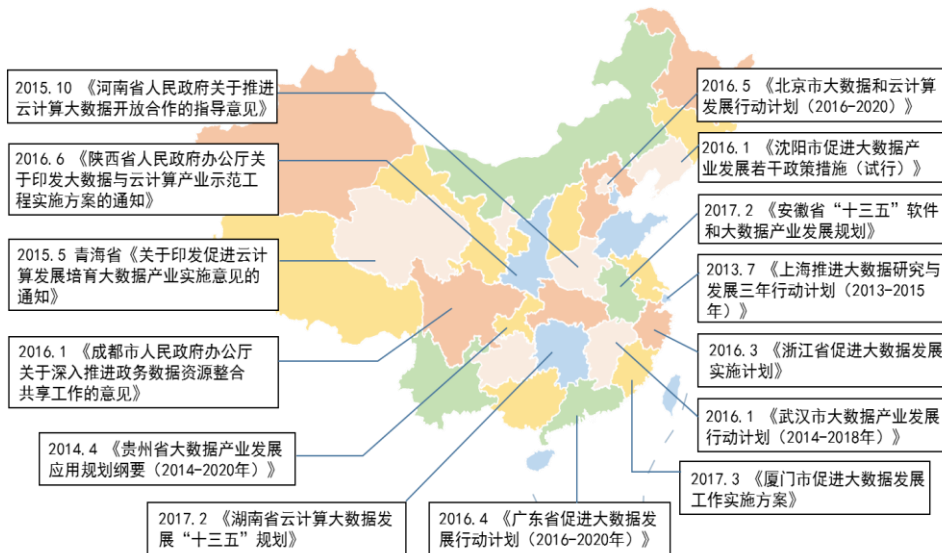 2015.10 《河南省人民政府关于推进
云计算大数据开放合作的指导意见》
2016.6 《陕西省人民政府办公厅关
于印发大数据与云计算产业示范工
程实施方案的通知》
2015.5 青海省《关于印发促进云计
算发展培育大数据产业实施意见的
通知》
2016.1 《成都市人民政府办公厅
关于深入推进政务数据资源整合
共享工作的意见》
2014.4 《贵州省大数据产业发展
应用规划纲要（2014-2020年）》
2017.2 《湖南省云计算大数据发
展“十三五”规划》
2016.4 《广东省促进大数据发
展行动计划（2016-2020年）》
2016.5 《北京市大数据和云计算
发展行动计划（2016-2020）》
2016.1 《沈阳市促进大数据产
业发展若干政策措施（试行）》
2017.2 《安徽省“十三五”软件
和大数据产业发展规划》
2013.7 《上海推进大数据研究与
发展三年行动计划（2013-2015
年）》
2016.3 《浙江省促进大数据发展
实施计划》
2016.1 《武汉市大数据产业发展
行动计划（2014-2018年）》
2017.3 《厦门市促进大数据发展
工作实施方案》